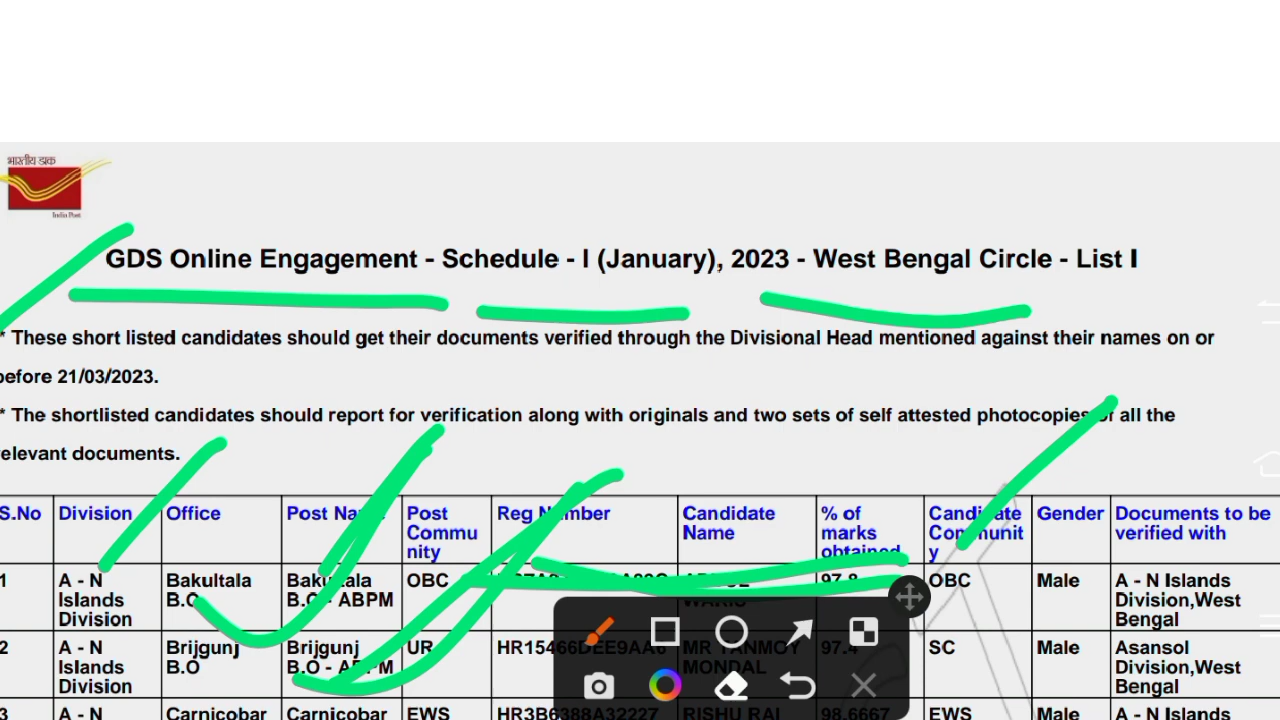 भारतीय डाक
India Post
GDS Online Engagement - Schedule - I (January), 2023 - West Bengal Circle - List I
* These short listed candidates should get their documents verified through the Divisional Head mentioned against their names on or
before 21/03/2023.
* The shortlisted candidates should report for verification along with originals and two sets of self attested photocopies of all the
relevant documents.
S.No Division Office Post Name Post Commu nity Reg Number Candidate Name % of marks obtained Candidate Communit y Gender Documents to be verified with
1 A - N Islands Division Bakultala B.O Bakultala B.O - ABPM OBC 97.8 OBC Male A - N Islands Division,West Bengal
2 A - N Islands Division Brijgunj B.O Brijgunj B.O - ABPM UR HR15466DEE9AA6 MR TANMOY MONDAL 97.4 SC Male Asansol Division,West Bengal
3 A - N Carnicobar Carnicobar EWS HR3B6388A32227 RISHU RAJ 98.6667 EWS Male A - N Islands